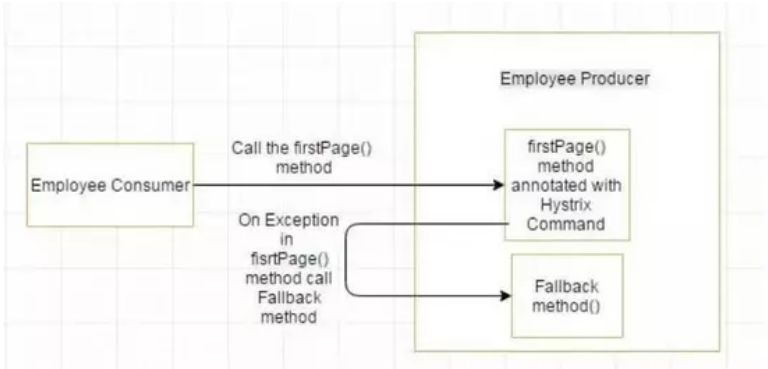 Employee Producer
Call the firstPage()
method
Employee Consumer
firstPage()
method
annotated with
Hystrix
Command
On Exception
in
fisrtPage()
method call
Fallback
method
Fallback
method()